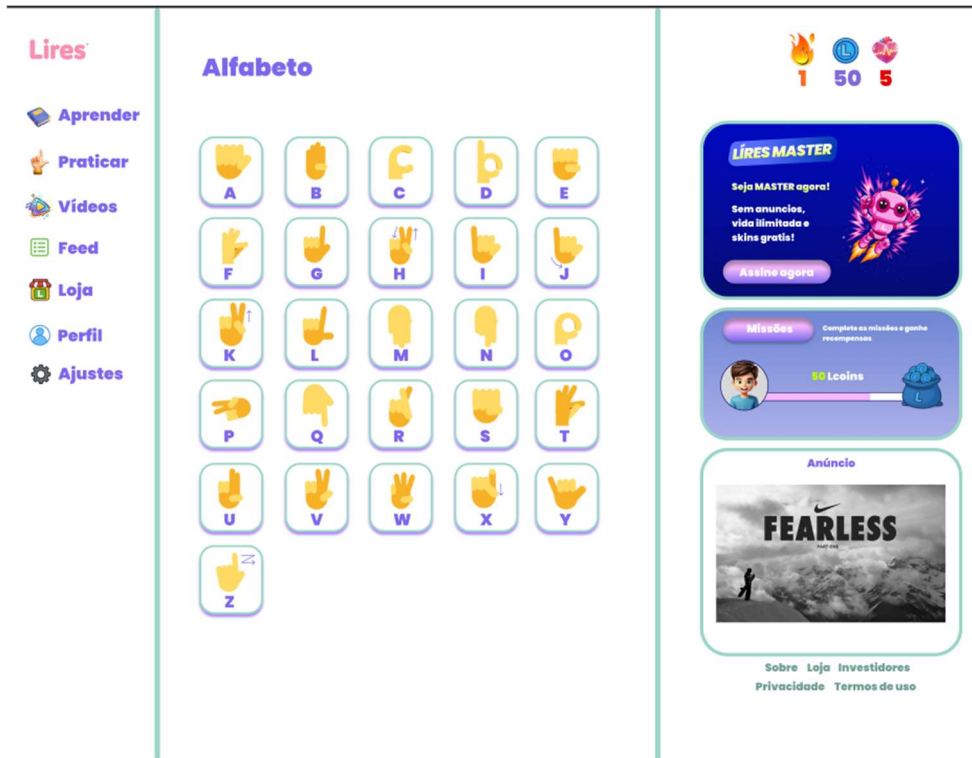 Lires
Aprender
Praticar
Vídeos
Feed
Loja
Perfil
Ajustes
Alfabeto
A B C D E
F G H I J
K L M N O
P Q R S T
U V W X Y
Z
1 50 5
LÍRES MASTER
Seja MASTER agora!
Sem anuncios,
vida ilimitada e
skins gratis!
Assine agora
Missões
Complete as missões e ganhe
recompensas
50 Lcoins
L
Anúncio
FEARLESS
PART ONE
Sobre Loja Investidores
Privacidade Termos de uso